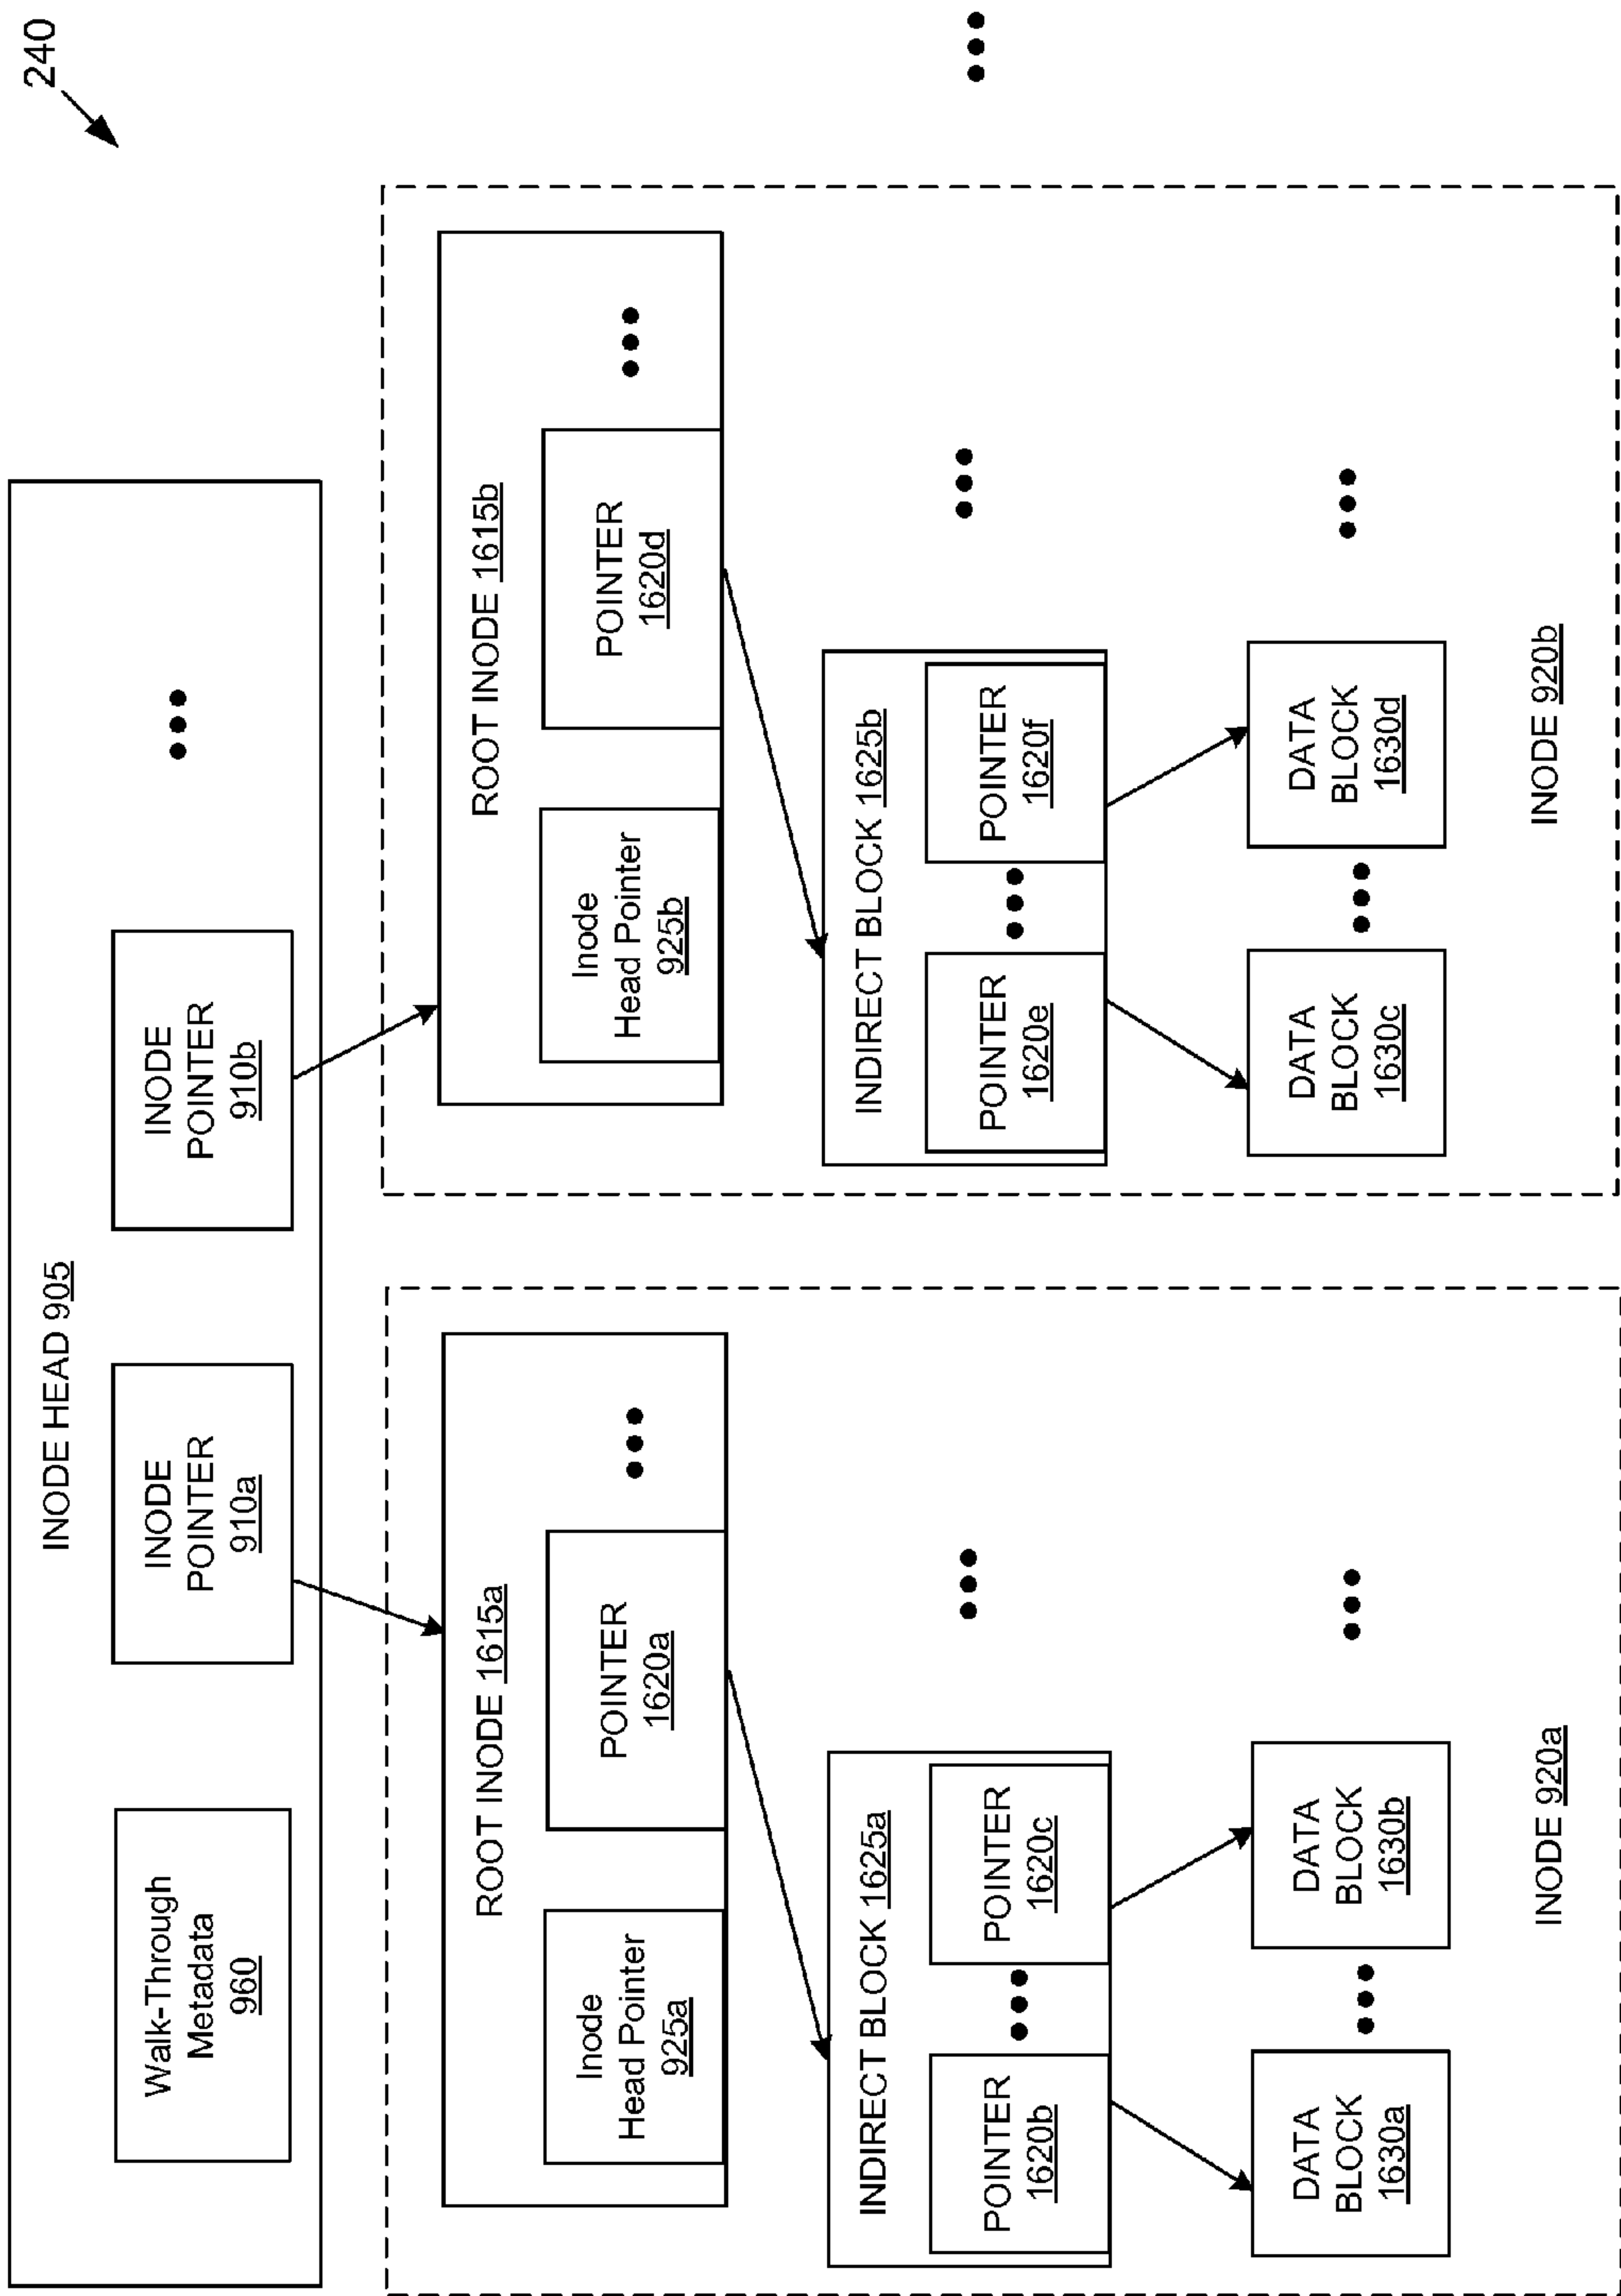 240
INODE HEAD 905
Walk-Through
Metadata
960
INODE
POINTER
910a
INODE
POINTER
910b
ROOT INODE 1615a
Inode
Head Pointer
925a
POINTER
1620a
INDIRECT BLOCK 1625a
POINTER
1620b
POINTER
1620c
DATA
BLOCK
1630a
DATA
BLOCK
1630b
INODE 920a
ROOT INODE 1615b
Inode
Head Pointer
925b
POINTER
1620d
INDIRECT BLOCK 1625b
POINTER
1620e
POINTER
1620f
DATA
BLOCK
1630c
DATA
BLOCK
1630d
INODE 920b